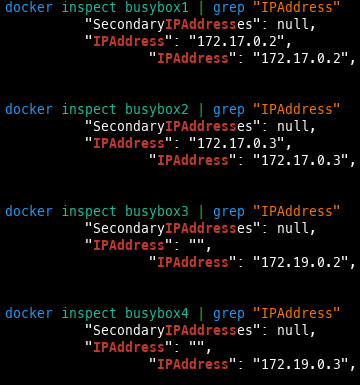 docker inspect busybox1 | grep "IPAddress"
"SecondaryIPAddresses": null,
"IPAddress": "172.17.0.2",
"IPAddress": "172.17.0.2",
docker inspect busybox2 | grep "IPAddress"
"SecondaryIPAddresses": null,
"IPAddress": "172.17.0.3",
"IPAddress": "172.17.0.3",
docker inspect busybox3 | grep "IPAddress"
"SecondaryIPAddresses": null,
"IPAddress": "",
"IPAddress": "172.19.0.2",
docker inspect busybox4 | grep "IPAddress"
"SecondaryIPAddresses": null,
"IPAddress": "",
"IPAddress": "172.19.0.3",